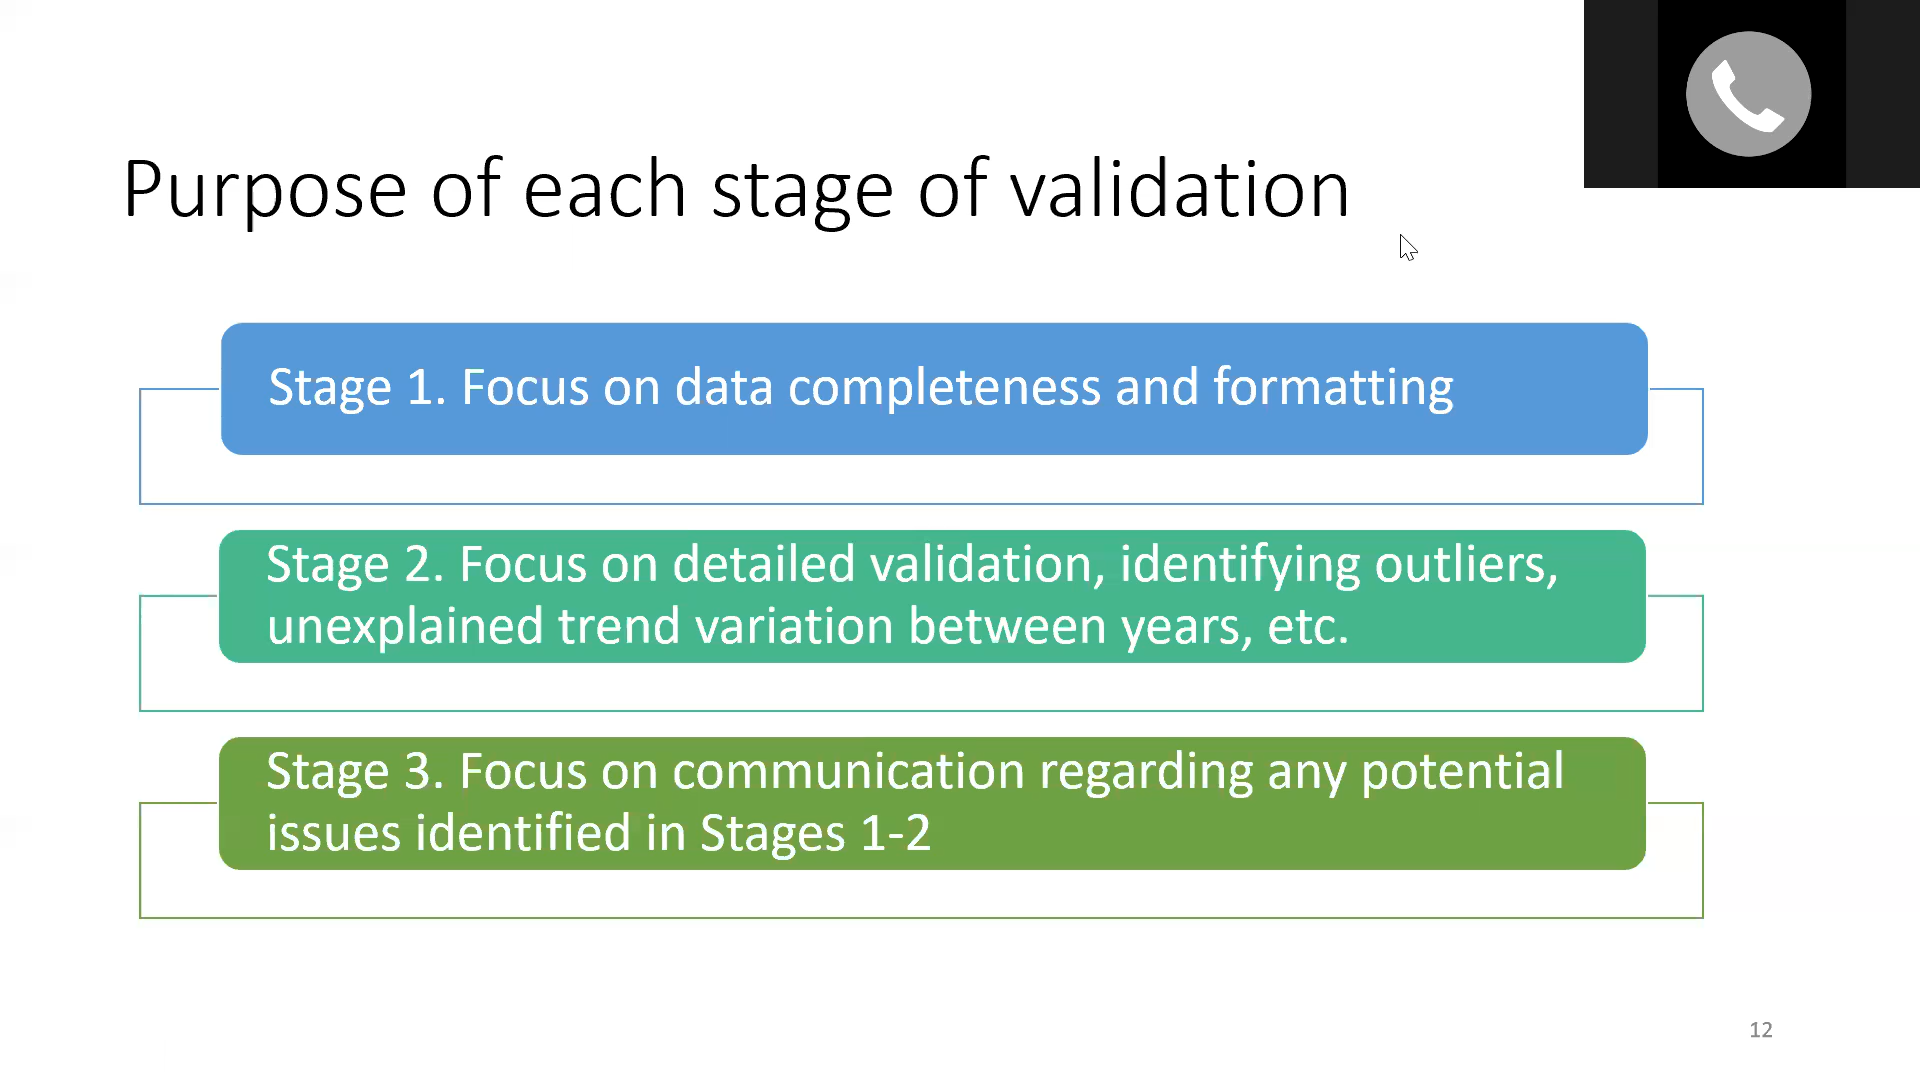 Purpose of each stage of validation
Stage 1. Focus on data completeness and formatting
Stage 2. Focus on detailed validation, identifying outliers,
unexplained trend variation between years, etc.
Stage 3. Focus on communication regarding any potential
issues identified in Stages 1-2
12